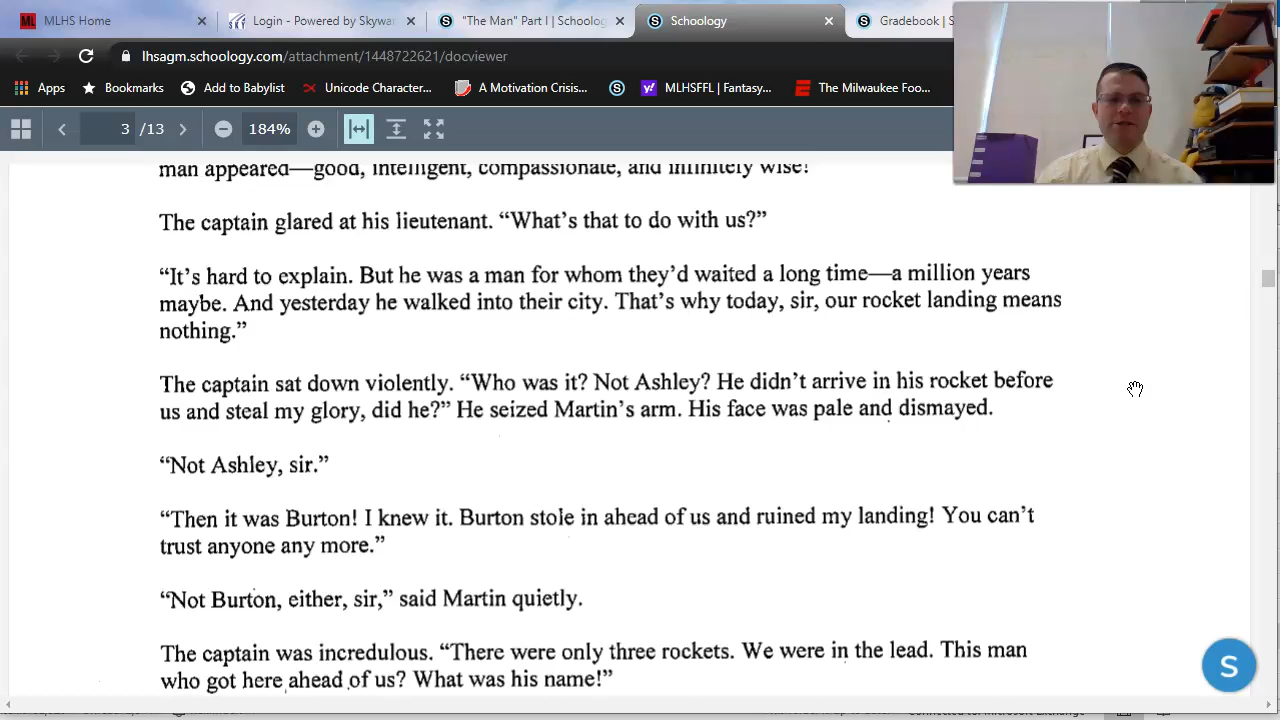 MLHS Home
Login - Powered by Skywar
"The Man" Part I | Schoolog
Schoology
Gradebook | S
lhsagm.schoology.com/attachment/1448722621/docviewer
Apps
Bookmarks
Add to Babylist
Unicode Character...
A Motivation Crisis...
MLHSFFL | Fantasy...
The Milwaukee Foo...
3 /13
184%
man appeared—good, intelligent, compassionate, and infinitely wise!
The captain glared at his lieutenant. “What’s that to do with us?”
“It’s hard to explain. But he was a man for whom they’d waited a long time—a million years
maybe. And yesterday he walked into their city. That’s why today, sir, our rocket landing means
nothing.”
The captain sat down violently. “Who was it? Not Ashley? He didn’t arrive in his rocket before
us and steal my glory, did he?” He seized Martin’s arm. His face was pale and dismayed.
“Not Ashley, sir.”
“Then it was Burton! I knew it. Burton stole in ahead of us and ruined my landing! You can’t
trust anyone any more.”
“Not Burton, either, sir,” said Martin quietly.
The captain was incredulous. “There were only three rockets. We were in the lead. This man
who got here ahead of us? What was his name!”
S